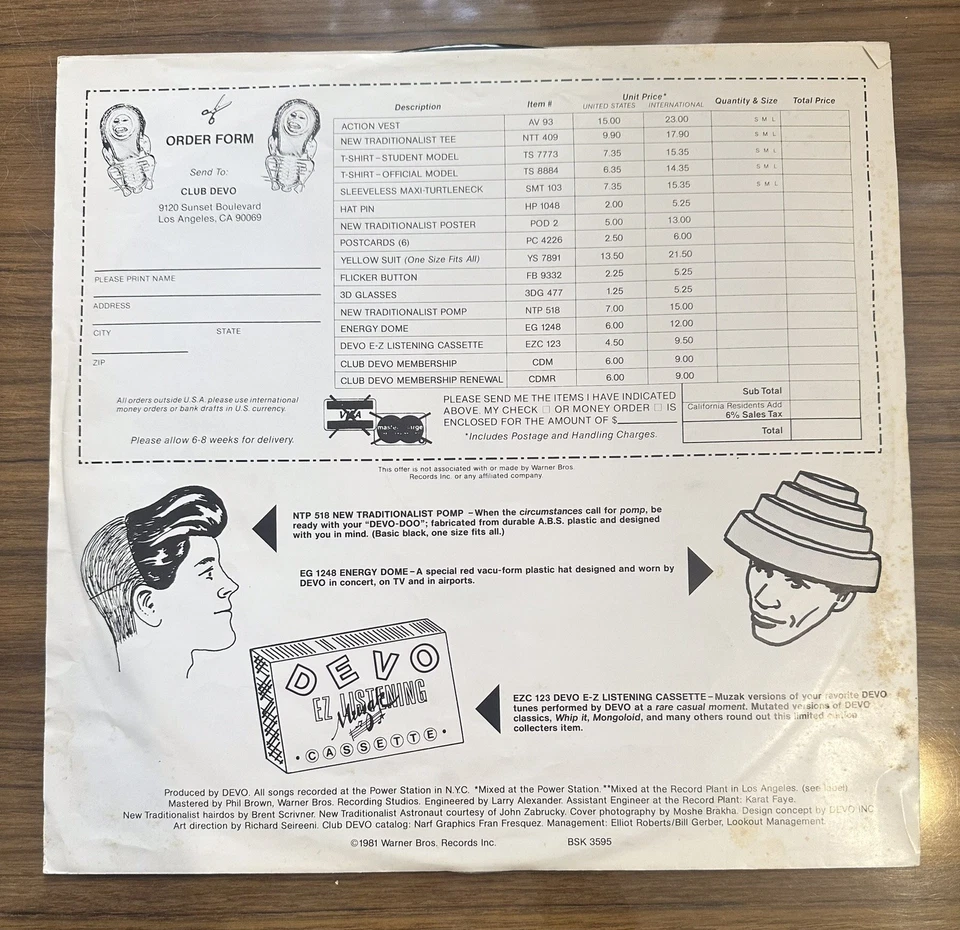 ORDER FORM
Send To:
CLUB DEVO
9120 Sunset Boulevard
Los Angeles, CA 90069
PLEASE PRINT NAME
ADDRESS
CITY STATE
ZIP
All orders outside U.S.A. please use international
money orders or bank drafts in U.S. currency.
Please allow 6-8 weeks for delivery.
Description Item # Unit Price* Quantity & Size Total Price
UNITED STATES INTERNATIONAL
ACTION VEST AV 93 15.00 23.00 S M L
NEW TRADITIONALIST TEE NTT 409 9.90 17.90 S M L
T-SHIRT–STUDENT MODEL TS 7773 7.35 15.35 S M L
T-SHIRT–OFFICIAL MODEL TS 8884 6.35 14.35 S M L
SLEEVELESS MAXI-TURTLENECK SMT 103 7.35 15.35 S M L
HAT PIN HP 1048 2.00 5.25
NEW TRADITIONALIST POSTER POD 2 5.00 13.00
POSTCARDS (6) PC 4226 2.50 6.00
YELLOW SUIT (One Size Fits All) YS 7891 13.50 21.50
FLICKER BUTTON FB 9332 2.25 5.25
3D GLASSES 3DG 477 1.25 5.25
NEW TRADITIONALIST POMP NTP 518 7.00 15.00
ENERGY DOME EG 1248 6.00 12.00
DEVO E-Z LISTENING CASSETTE EZC 123 4.50 9.50
CLUB DEVO MEMBERSHIP CDM 6.00 9.00
CLUB DEVO MEMBERSHIP RENEWAL CDMR 6.00 9.00
VISA
master charge
PLEASE SEND ME THE ITEMS I HAVE INDICATED
ABOVE. MY CHECK □ OR MONEY ORDER □ IS
ENCLOSED FOR THE AMOUNT OF $
*Includes Postage and Handling Charges.
Sub Total
California Residents Add
6% Sales Tax
Total
This offer is not associated with or made by Warner Bros.
Records Inc. or any affiliated company
NTP 518 NEW TRADITIONALIST POMP –When the circumstances call for pomp, be
ready with your “DEVO-DOO”; fabricated from durable A.B.S. plastic and designed
with you in mind. (Basic black, one size fits all.)
EG 1248 ENERGY DOME–A special red vacu-form plastic hat designed and worn by
DEVO in concert, on TV and in airports.
DEVO
EZ LISTENING
Muzak
CASSETTE
EZC 123 DEVO E-Z LISTENING CASSETTE–Muzak versions of your favorite DEVO
tunes performed by DEVO at a rare casual moment. Mutated versions of DEVO
classics, Whip it, Mongoloid, and many others round out this limited
collecters item.
Produced by DEVO. All songs recorded at the Power Station in N.Y.C. *Mixed at the Power Station.**Mixed at the Record Plant in Los Angeles. (see label)
Mastered by Phil Brown, Warner Bros. Recording Studios. Engineered by Larry Alexander. Assistant Engineer at the Record Plant: Karat Faye.
New Traditionalist hairdos by Brent Scrivner. New Traditionalist Astronaut courtesy of John Zabrucky. Cover photography by Moshe Brakha. Design concept by DEVO INC
Art direction by Richard Seireeni. Club DEVO catalog: Narf Graphics Fran Fresquez. Management: Elliot Roberts/Bill Gerber, Lookout Management
©1981 Warner Bros. Records Inc. BSK 3595